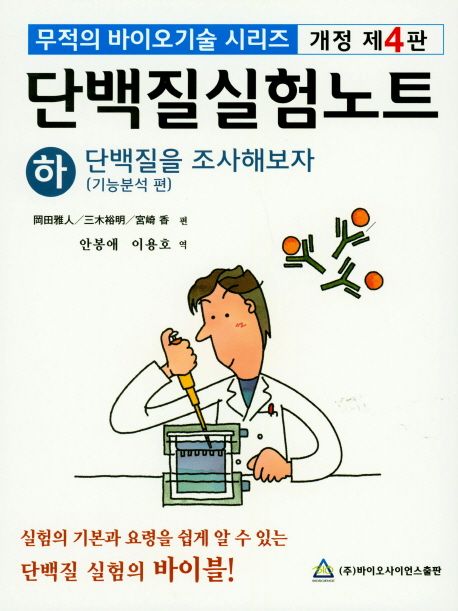 무적의 바이오기술 시리즈 개정 제4판
단백질실험노트
하 단백질을 조사해보자
(기능분석 편)
岡田雅人/三木裕明/宮崎 香 편
안봉애 이용호 역
실험의 기본과 요령을 쉽게 알 수 있는
단백질 실험의 바이블!
(주)바이오사이언스출판